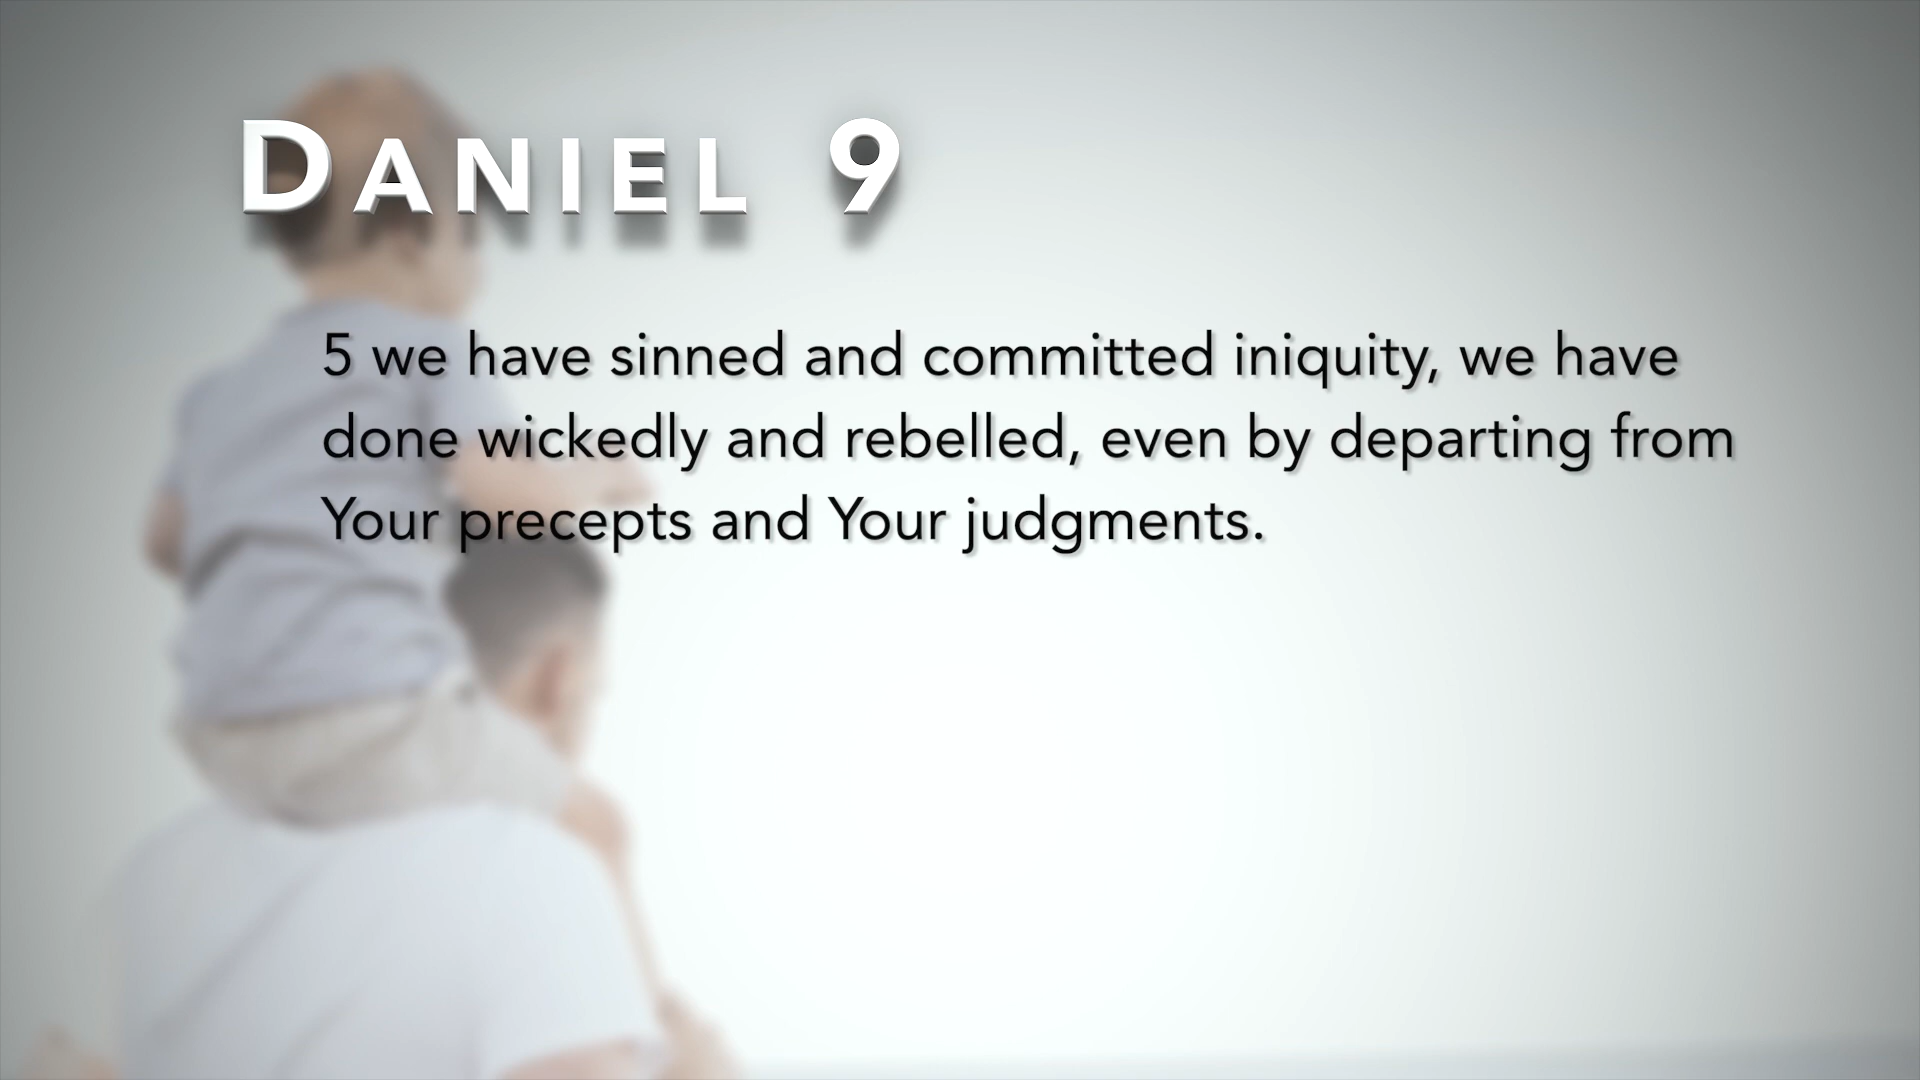 DANIEL 9
5 we have sinned and committed iniquity, we have
done wickedly and rebelled, even by departing from
Your precepts and Your judgments.